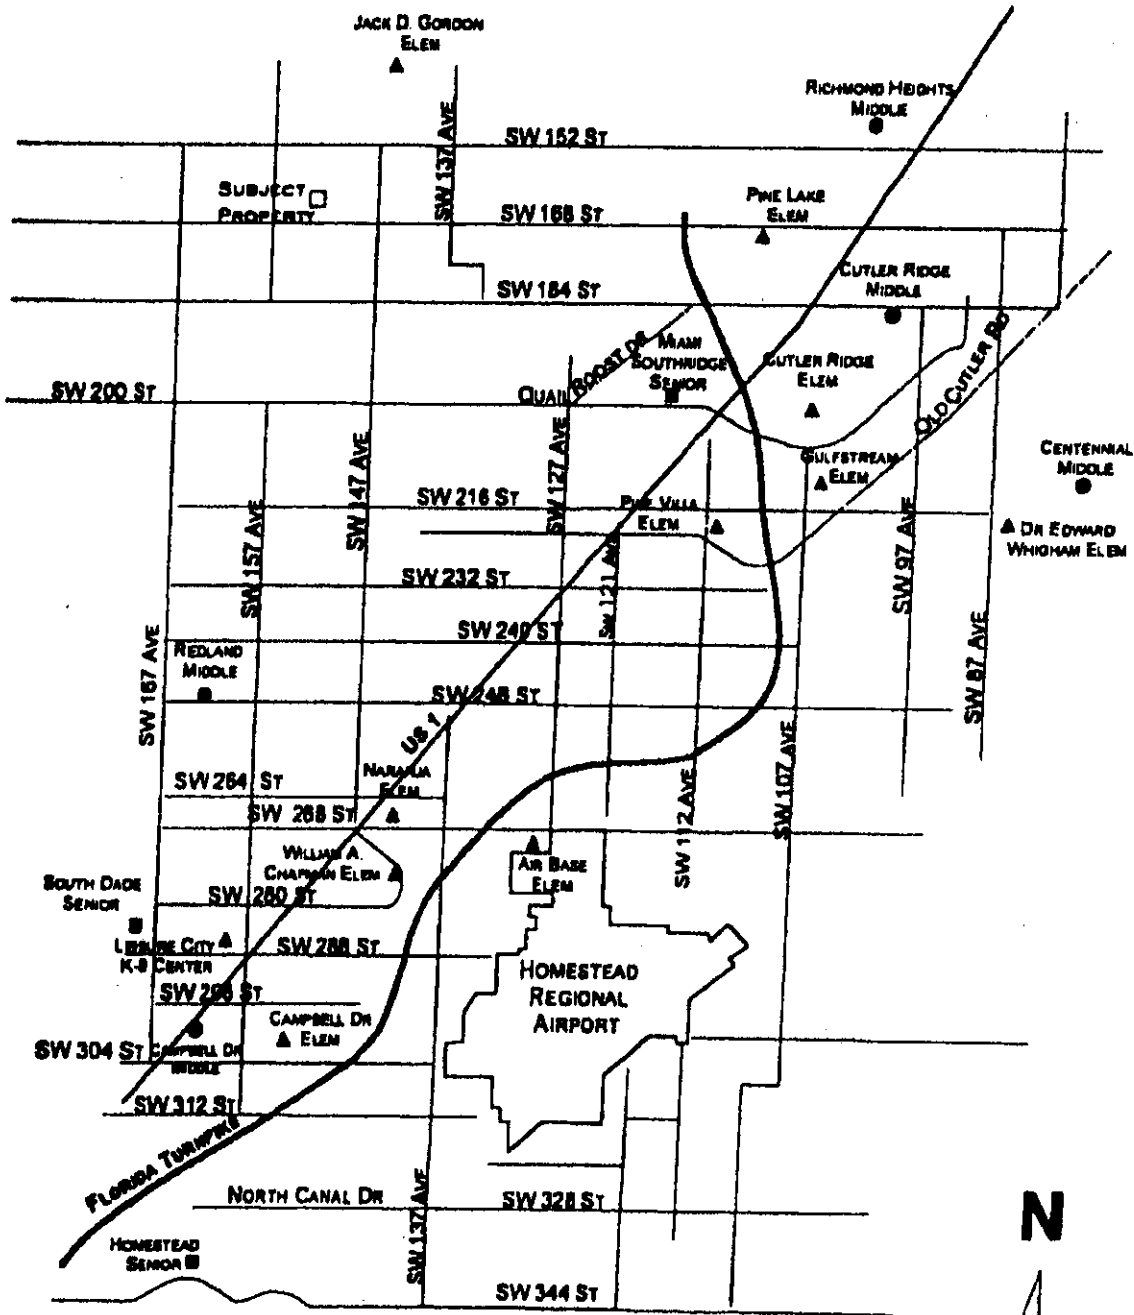 JACK D. GORDON
ELEM
RICHMOND HEIGHTS
MIDDLE
SW 137 AVE
SW 152 ST
SUBJECT
PROPERTY
PINE LAKE
ELEM
SW 168 ST
CUTLER RIDGE
MIDDLE
SW 184 ST
QUAIL ROOST DR
MIAMI
SOUTHRIDGE
SENIOR
CUTLER RIDGE
ELEM
OLD CUTLER RD
SW 200 ST
SW 147 AVE
SW 127 AVE
GULFSTREAM
ELEM
CENTENNIAL
MIDDLE
SW 216 ST
PINE VILLA
ELEM
SW 157 AVE
SW 121 AVE
SW 97 AVE
DR EDWARD
WHIGHAM ELEM
SW 232 ST
SW 240 ST
REDLAND
MIDDLE
SW 167 AVE
SW 87 AVE
SW 248 ST
US 1
SW 264 ST
NARANJA
ELEM
SW 112 AVE
SW 107 AVE
SW 268 ST
WILLIAM A.
CHAPMAN ELEM
AIR BASE
ELEM
SOUTH DADE
SENIOR
SW 280 ST
LEISURE CITY
K-8 CENTER
SW 288 ST
HOMESTEAD
REGIONAL
AIRPORT
SW 296 ST
CAMPBELL DR
ELEM
SW 304 ST
CAMPBELL DR
MIDDLE
SW 312 ST
FLORIDA TURNPIKE
NORTH CANAL DR
SW 137 AVE
SW 328 ST
N
HOMESTEAD
SENIOR
SW 344 ST